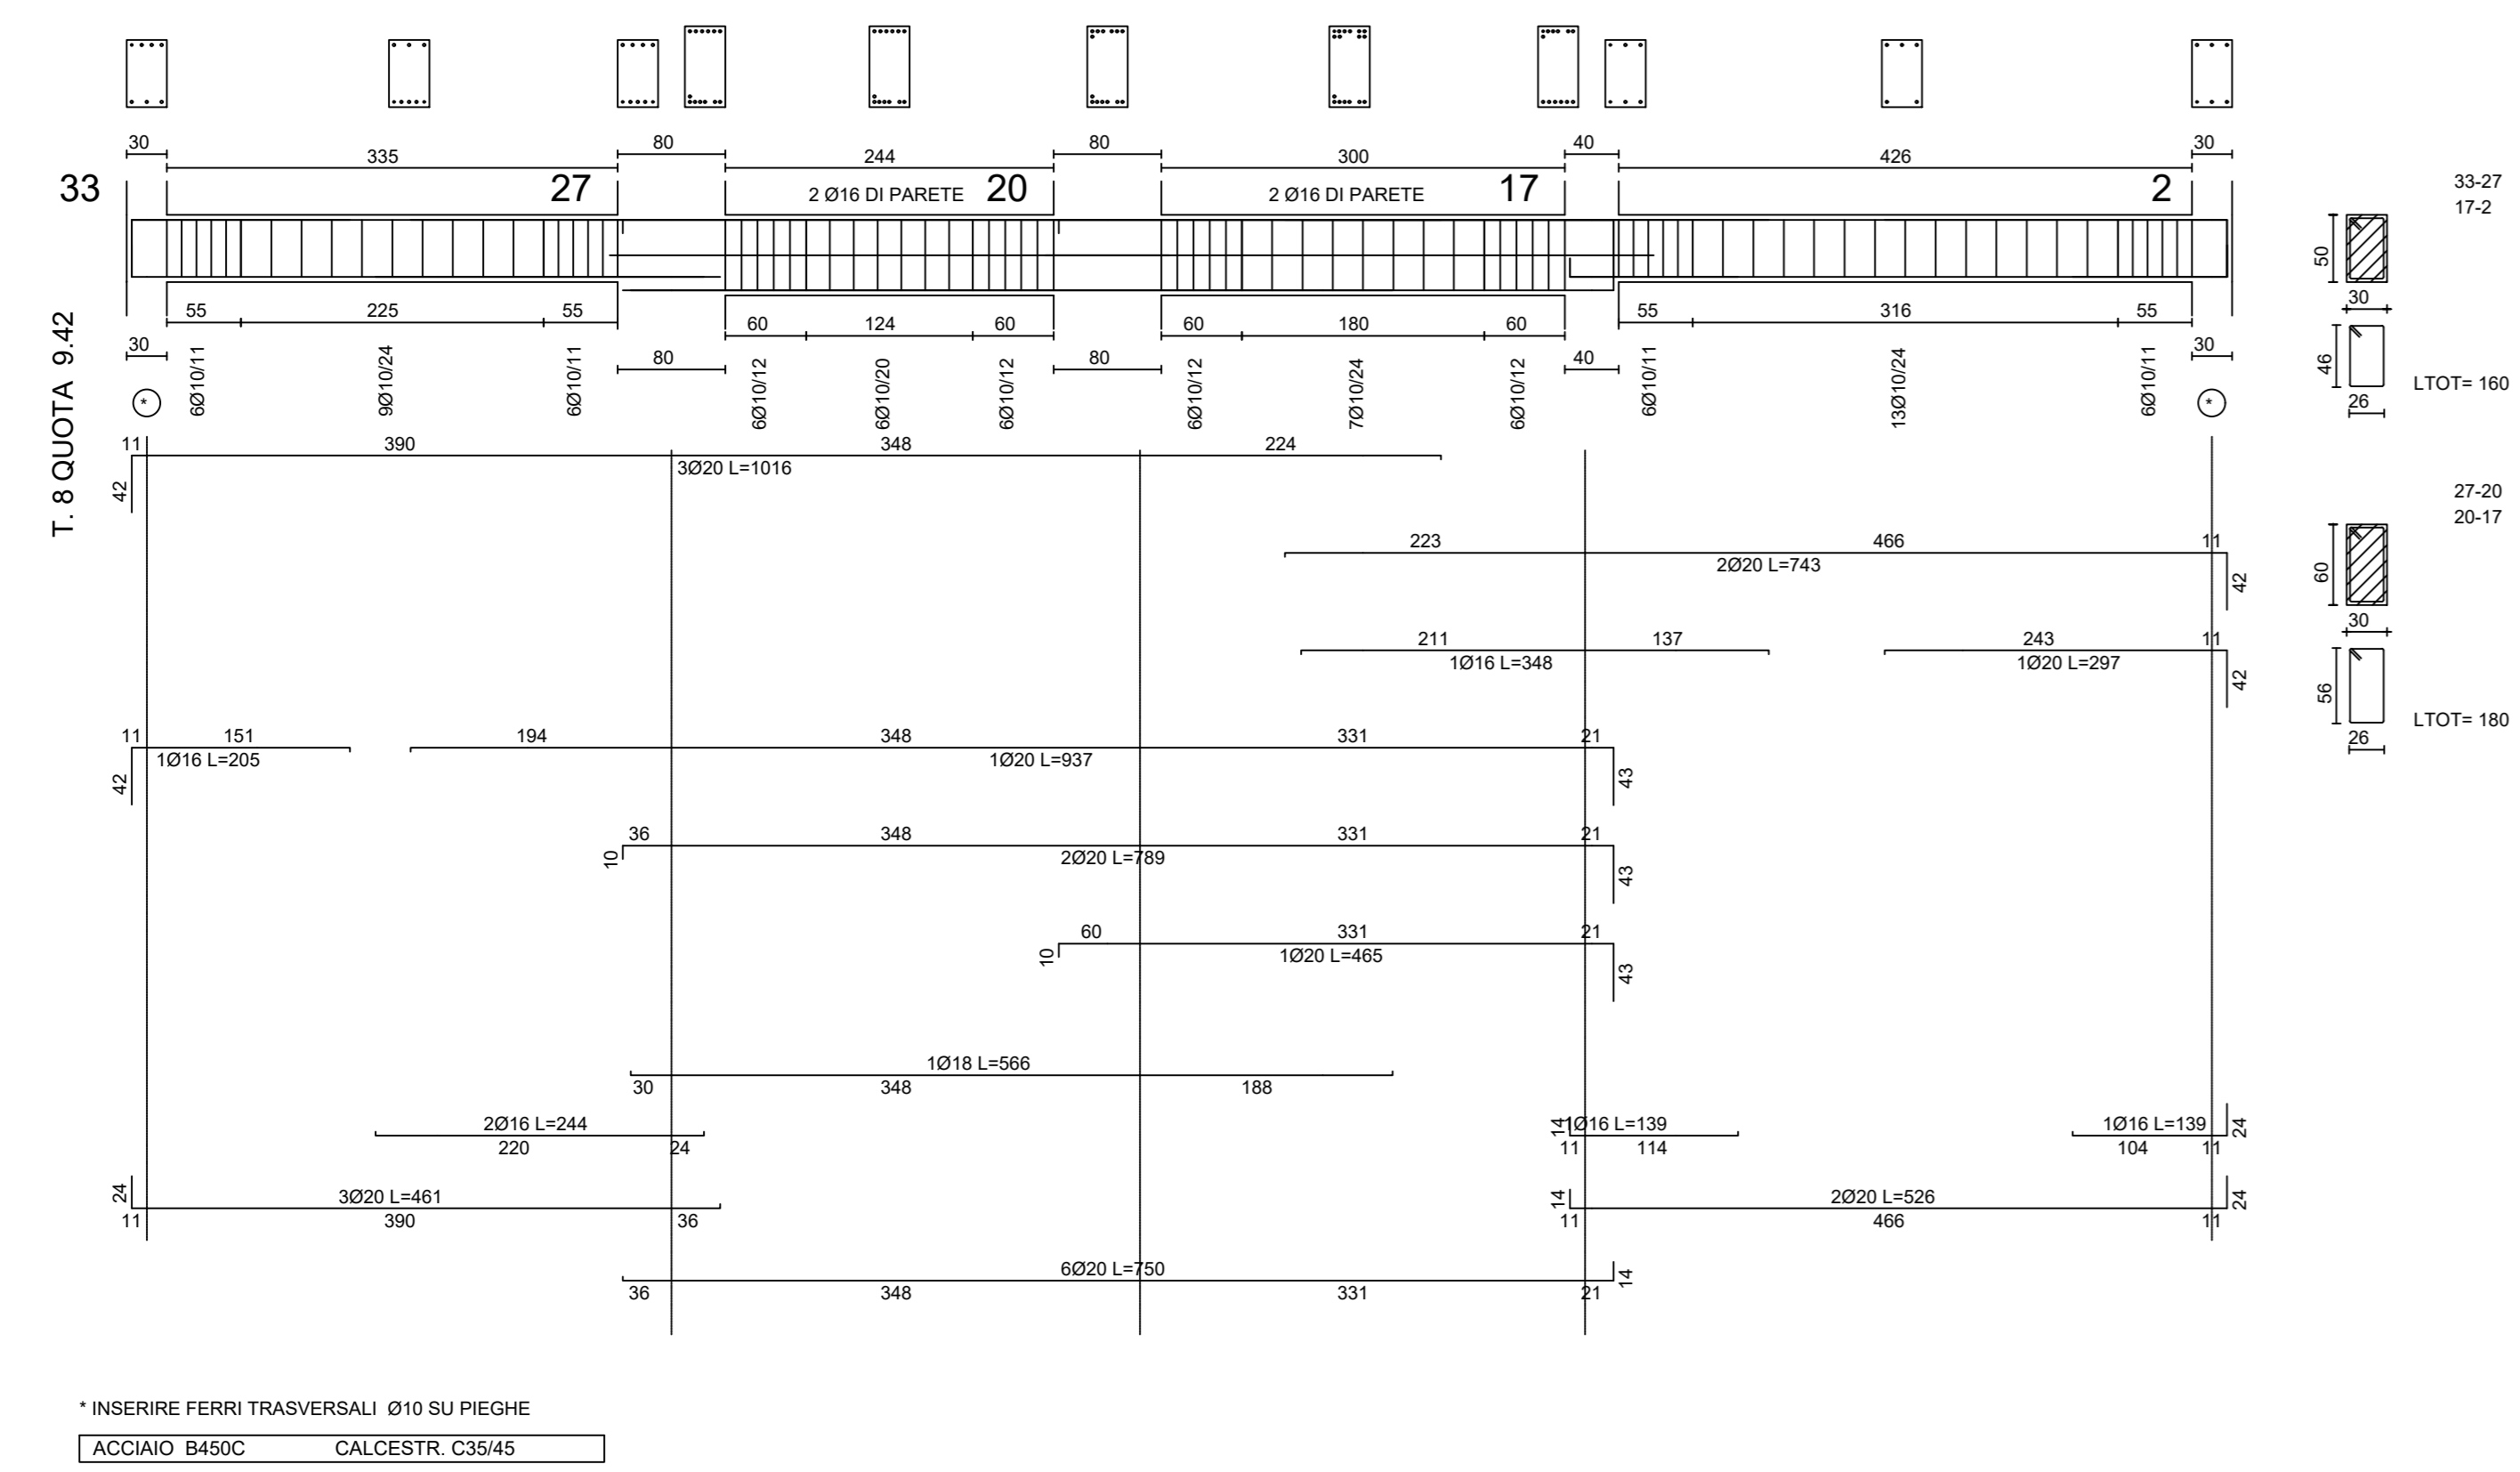 30 335 80 244 80 300 40 426 30
33 27 2 Ø16 DI PARETE 20 2 Ø16 DI PARETE 17 2
33-27
17-2
50
30
55 225 55 60 124 60 60 180 60 55 316 55
30 80 80 40 30
T. 8 QUOTA 9.42
* 6Ø10/11 9Ø10/24 6Ø10/11 6Ø10/12 6Ø10/20 6Ø10/12 6Ø10/12 7Ø10/24 6Ø10/12 6Ø10/11 13Ø10/24 6Ø10/11 *
46
LTOT= 160
26
11 390 348 224
3Ø20 L=1016
42
27-20
20-17
60
30
223 466 11
2Ø20 L=743
42
211 137 243 11
1Ø16 L=348 1Ø20 L=297
42
56
LTOT= 180
26
11 151 194 348 331 21
1Ø16 L=205 1Ø20 L=937
42 43
36 348 331 21
10 2Ø20 L=789
43
60 331 21
10 1Ø20 L=465
43
1Ø18 L=566
30 348 188
2Ø16 L=244 14 1Ø16 L=139 1Ø16 L=139 24
220 24 11 114 104 11
24 3Ø20 L=461 14 2Ø20 L=526 24
11 390 36 11 466 11
6Ø20 L=750 14
36 348 331 21
* INSERIRE FERRI TRASVERSALI Ø10 SU PIEGHE
ACCIAIO B450C CALCESTR. C35/45